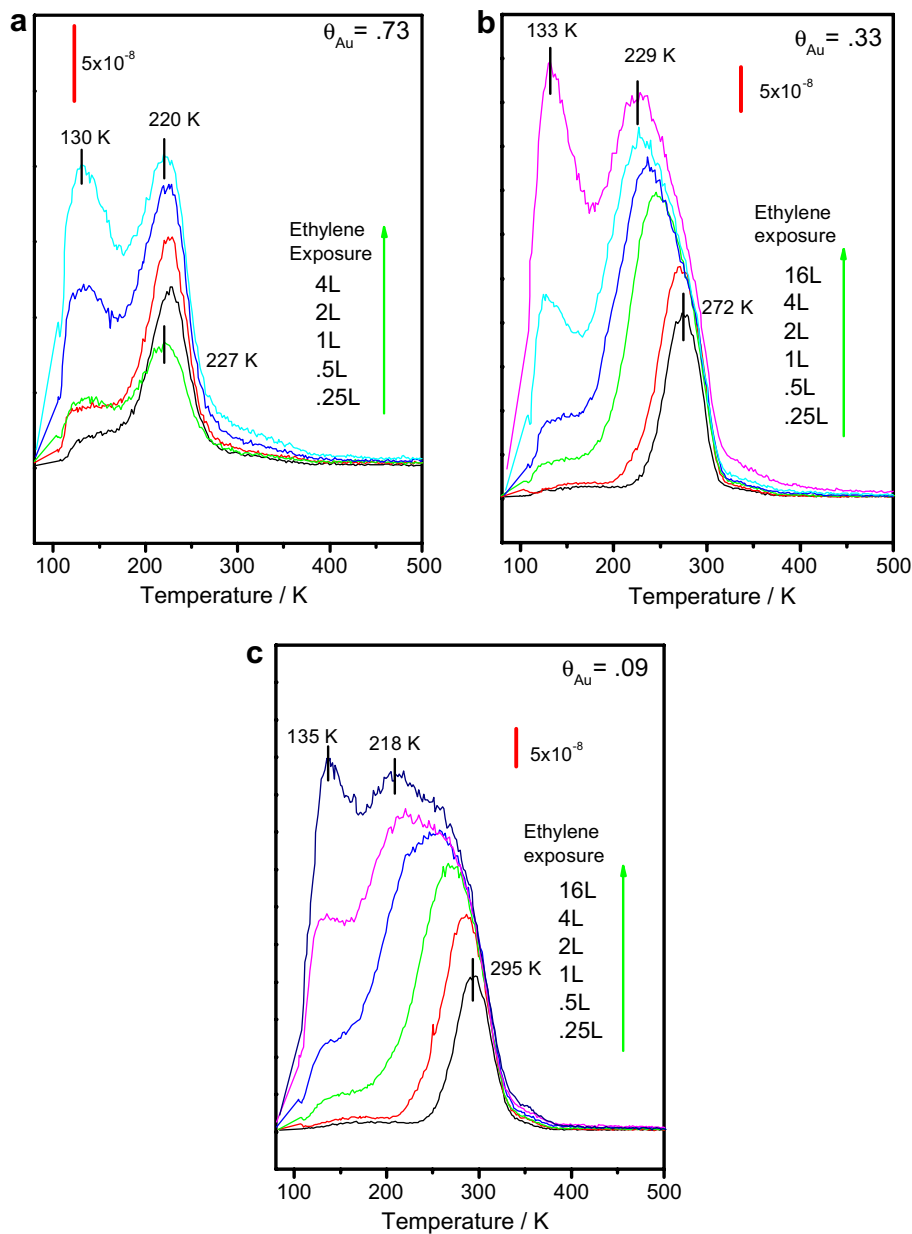 a
θAu = .73
5x10-8
130 K
220 K
Ethylene
Exposure
4L
2L
1L
.5L
.25L
227 K
100 200 300 400 500
Temperature / K
b
133 K
θAu = .33
229 K
5x10-8
Ethylene
exposure
16L
4L
2L
1L
.5L
.25L
272 K
100 200 300 400 500
Temperature / K
c
θAu = .09
135 K
218 K
5x10-8
Ethylene
exposure
16L
4L
2L
1L
.5L
.25L
295 K
100 200 300 400 500
Temperature / K